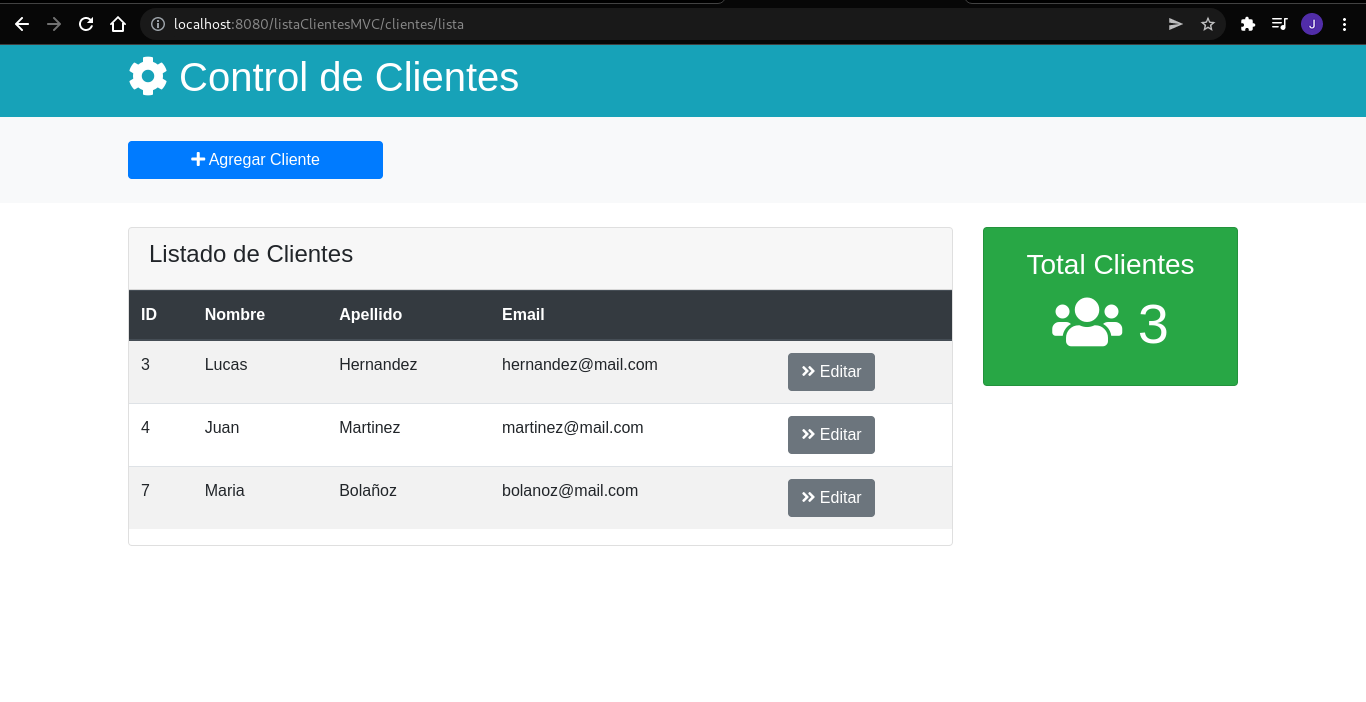 localhost:8080/listaClientesMVC/clientes/lista
J
Control de Clientes
Agregar Cliente
Listado de Clientes
ID Nombre Apellido Email
3 Lucas Hernandez hernandez@mail.com Editar
4 Juan Martinez martinez@mail.com Editar
7 Maria Bolañoz bolanoz@mail.com Editar
Total Clientes
3